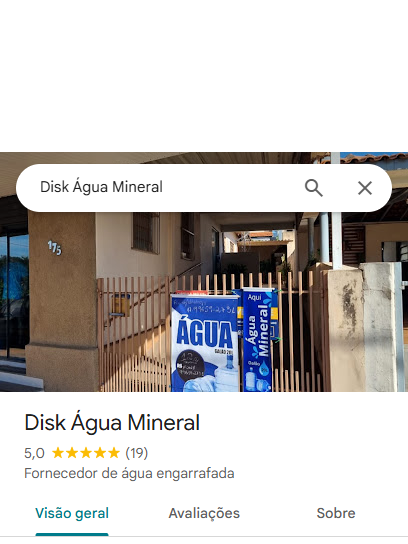 Disk Água Mineral
175
ÁGUA
Aqui
Água
Mineral
Disk Água Mineral
5,0 (19)
Fornecedor de água engarrafada
Visão geral
Avaliações
Sobre